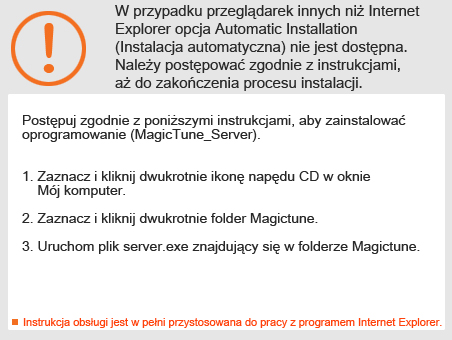 W przypadku przeglądarek innych niż Internet
Explorer opcja Automatic Installation
(Instalacja automatyczna) nie jest dostępna.
Należy postępować zgodnie z instrukcjami,
aż do zakończenia procesu instalacji.
Postępuj zgodnie z poniższymi instrukcjami, aby zainstalować
oprogramowanie (MagicTune_Server).
1. Zaznacz i kliknij dwukrotnie ikonę napędu CD w oknie
Mój komputer.
2. Zaznacz i kliknij dwukrotnie folder Magictune.
3. Uruchom plik server.exe znajdujący się w folderze Magictune.
Instrukcja obsługi jest w pełni przystosowana do pracy z programem Internet Explorer.